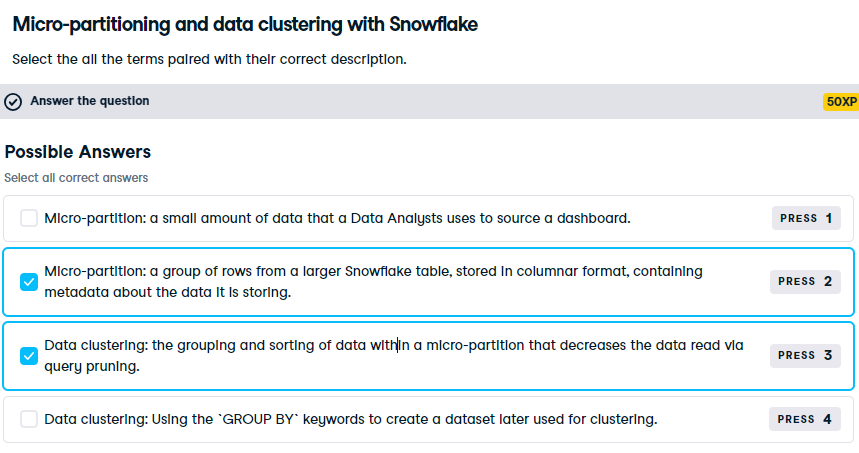 Micro-partitioning and data clustering with Snowflake
Select the all the terms paired with their correct description.
Answer the question
50XP
Possible Answers
Select all correct answers
Micro-partition: a small amount of data that a Data Analysts uses to source a dashboard.
PRESS 1
Micro-partition: a group of rows from a larger Snowflake table, stored in columnar format, containing
metadata about the data it is storing.
PRESS 2
Data clustering: the grouping and sorting of data within a micro-partition that decreases the data read via
query pruning.
PRESS 3
Data clustering: Using the `GROUP BY` keywords to create a dataset later used for clustering.
PRESS 4